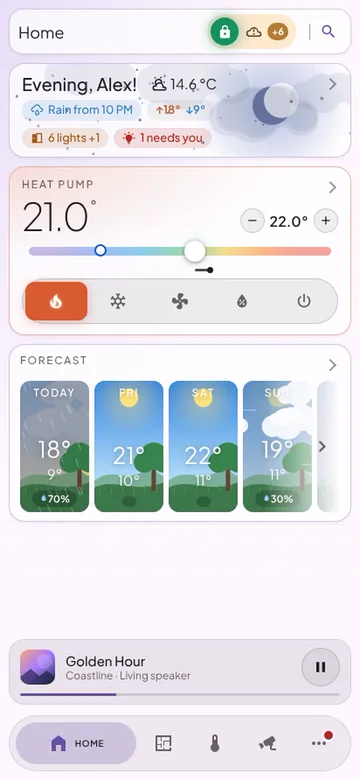 Home
+6
Evening, Alex!
14.6°C
Rain from 10 PM
↑18° ↓9°
6 lights +1
1 needs you
HEAT PUMP
21.0°
− 22.0° +
FORECAST
TODAY
18°
9°
70%
FRI
21°
10°
SAT
22°
11°
SUN
19°
11°
30%
Golden Hour
Coastline · Living speaker
HOME